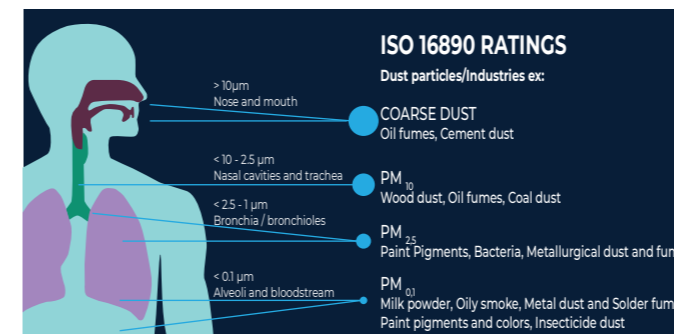 ISO 16890 RATINGS
Dust particles/Industries ex:
> 10µm
Nose and mouth
COARSE DUST
Oil fumes, Cement dust
< 10 - 2.5 µm
Nasal cavities and trachea
PM 10
Wood dust, Oil fumes, Coal dust
< 2.5 - 1 µm
Bronchia / bronchioles
PM 2.5
Paint Pigments, Bacteria, Metallurgical dust and
< 0.1 µm
Alveoli and bloodstream
PM 0,1
Milk powder, Oily smoke, Metal dust and Solder
Paint pigments and colors, Insecticide dust